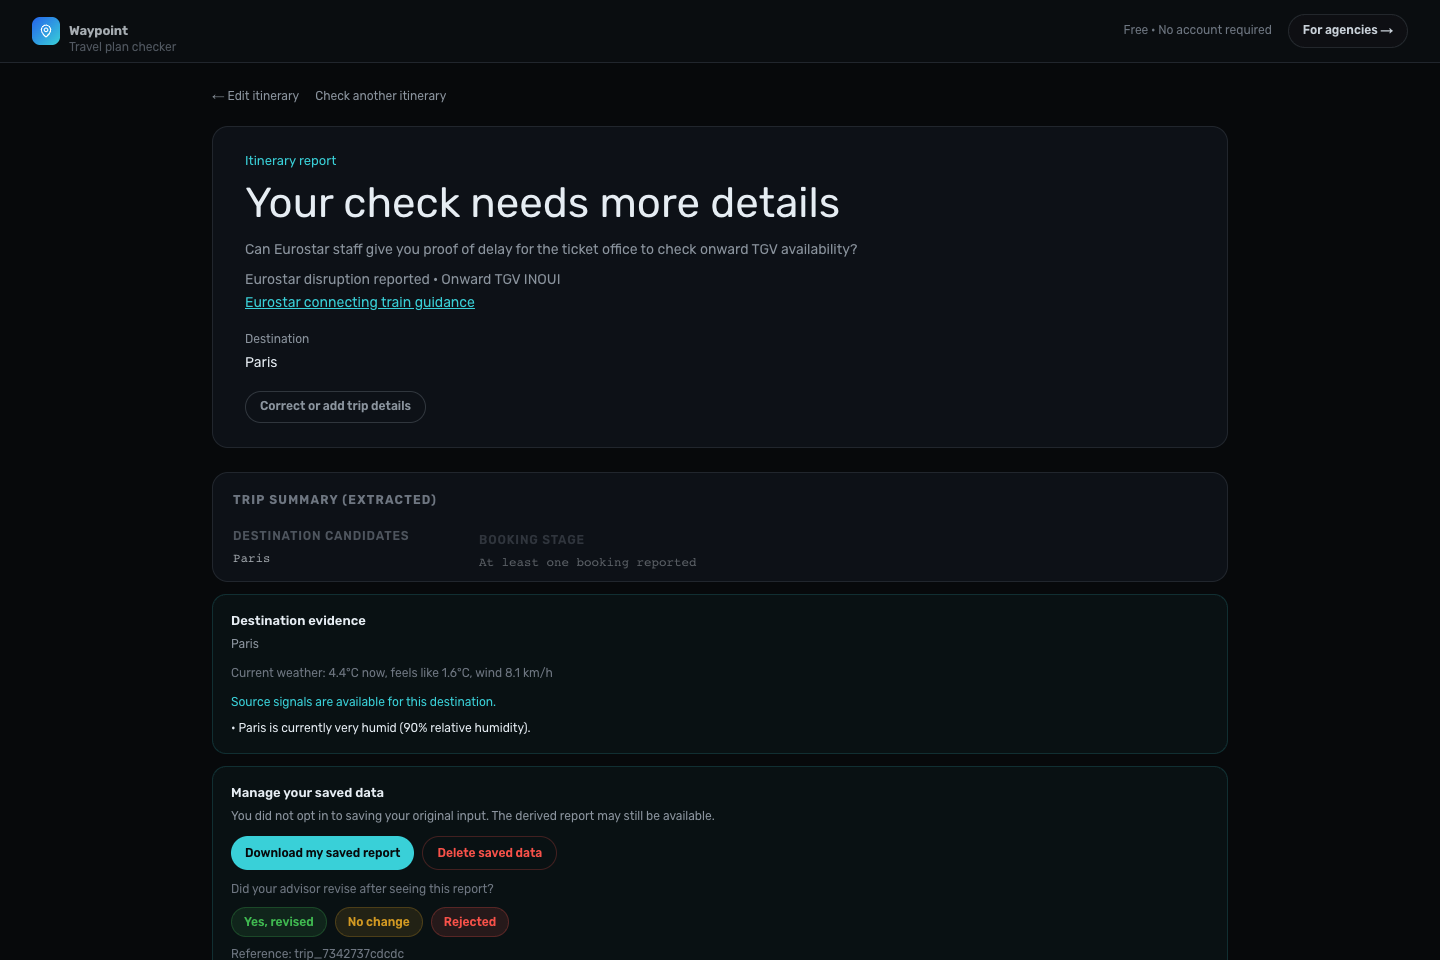 Waypoint
Travel plan checker
Free • No account required
For agencies →
← Edit itinerary
Check another itinerary
Itinerary report
Your check needs more details
Can Eurostar staff give you proof of delay for the ticket office to check onward TGV availability?
Eurostar disruption reported • Onward TGV INOUI
Eurostar connecting train guidance
Destination
Paris
Correct or add trip details
TRIP SUMMARY (EXTRACTED)
DESTINATION CANDIDATES
Paris
BOOKING STAGE
At least one booking reported
Destination evidence
Paris
Current weather: 4.4°C now, feels like 1.6°C, wind 8.1 km/h
Source signals are available for this destination.
• Paris is currently very humid (90% relative humidity).
Manage your saved data
You did not opt in to saving your original input. The derived report may still be available.
Download my saved report
Delete saved data
Did your advisor revise after seeing this report?
Yes, revised
No change
Rejected
Reference: trip_7342737cdcdc